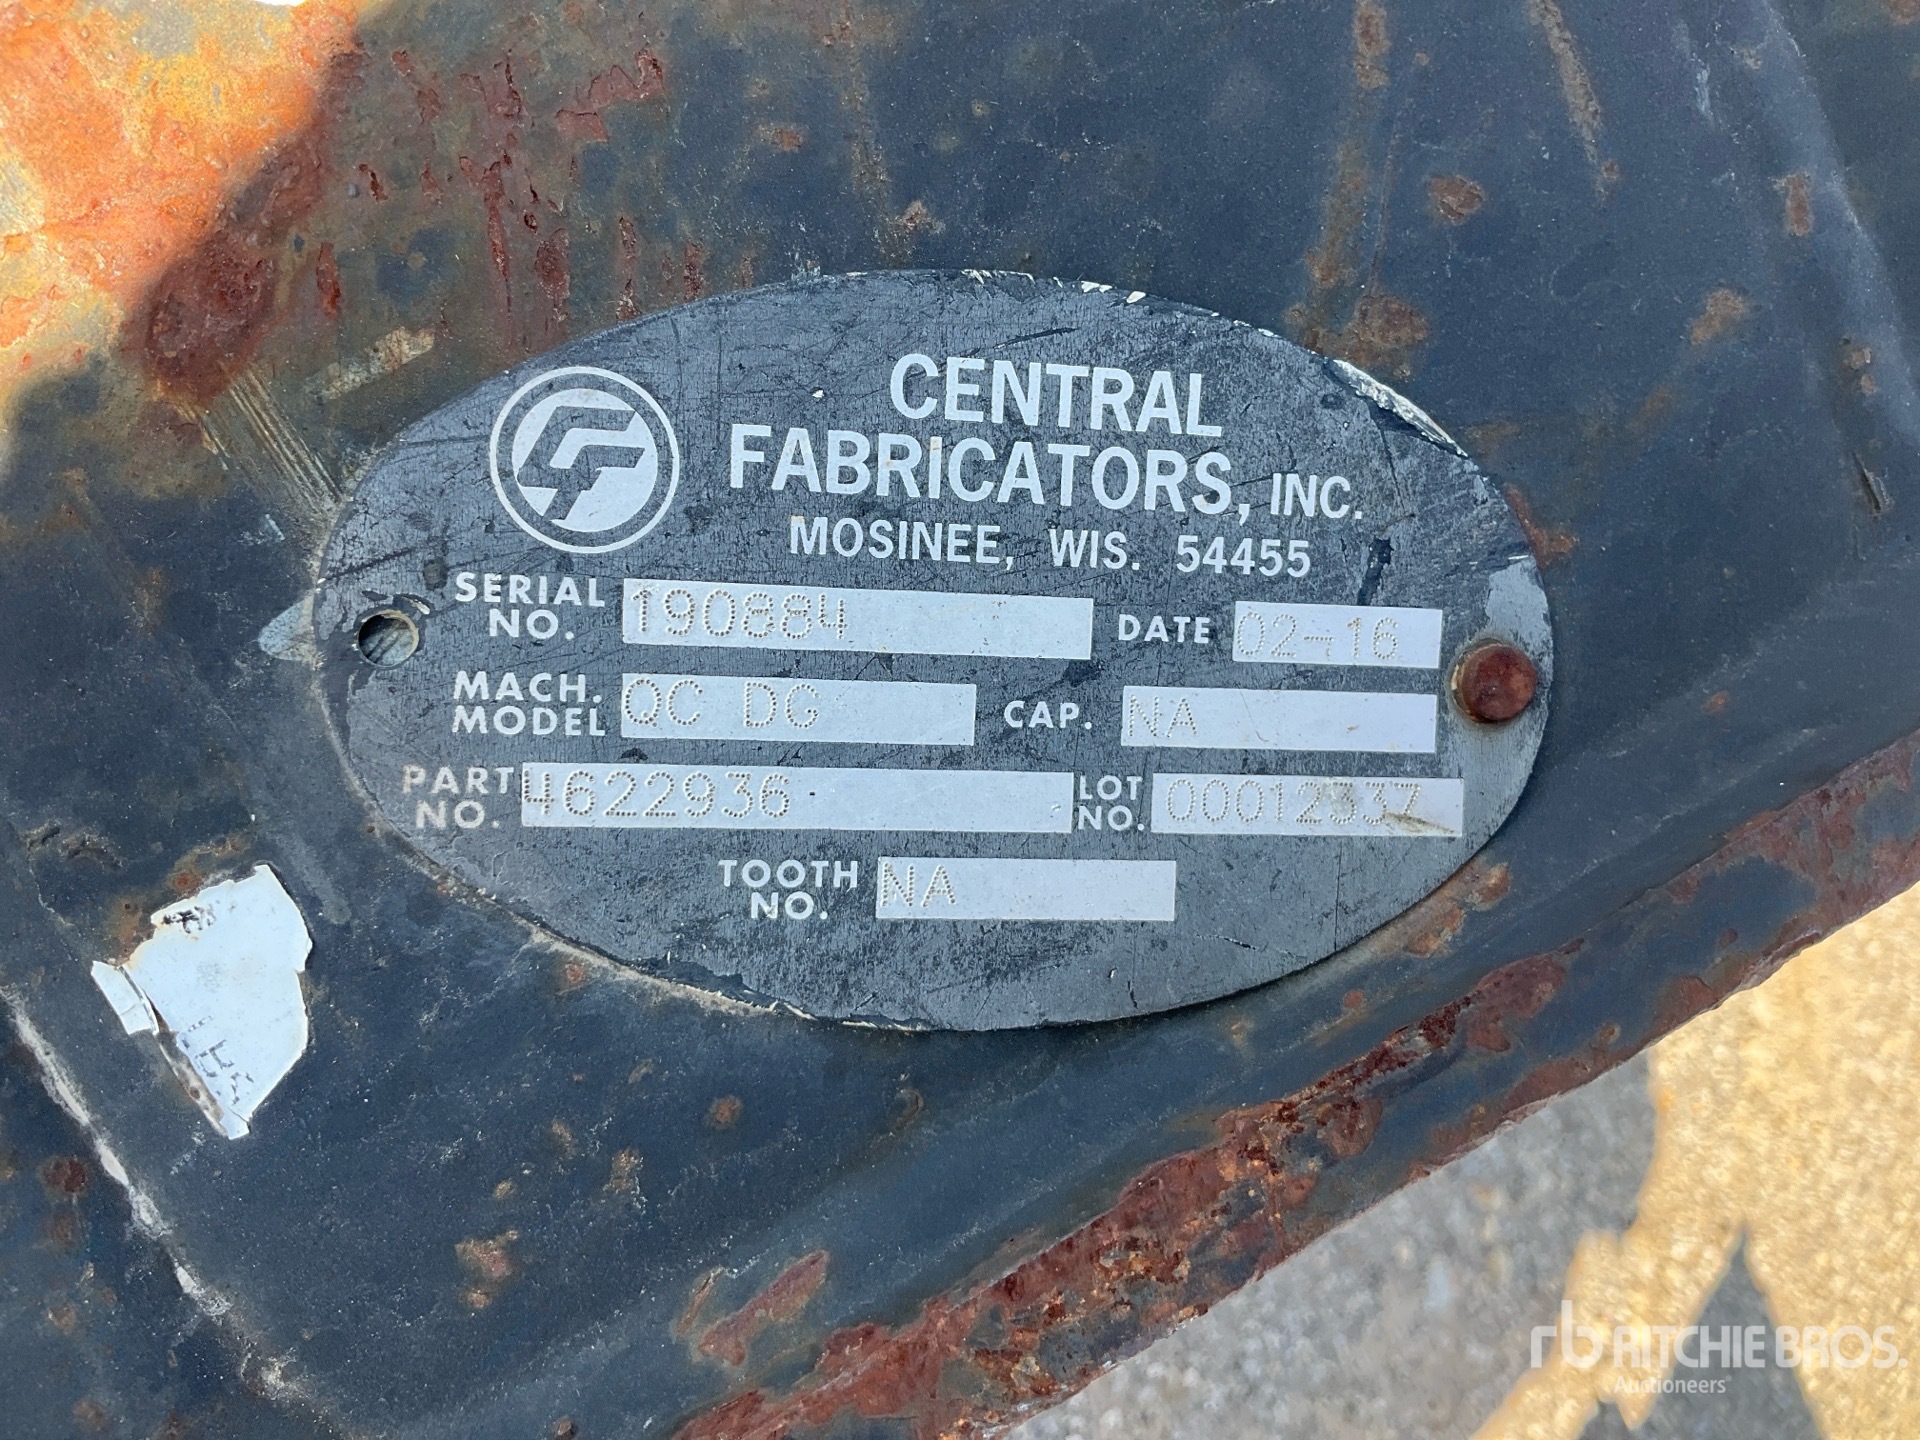 CENTRAL
FABRICATORS, INC.
MOSINEE, WIS. 54455
SERIAL NO. 190884 DATE 02-16
MACH. MODEL QC DG CAP. NA
PART NO. 4622936 LOT NO. 00012337
TOOTH NO. NA
rb RITCHIE BROS.
Auctioneers